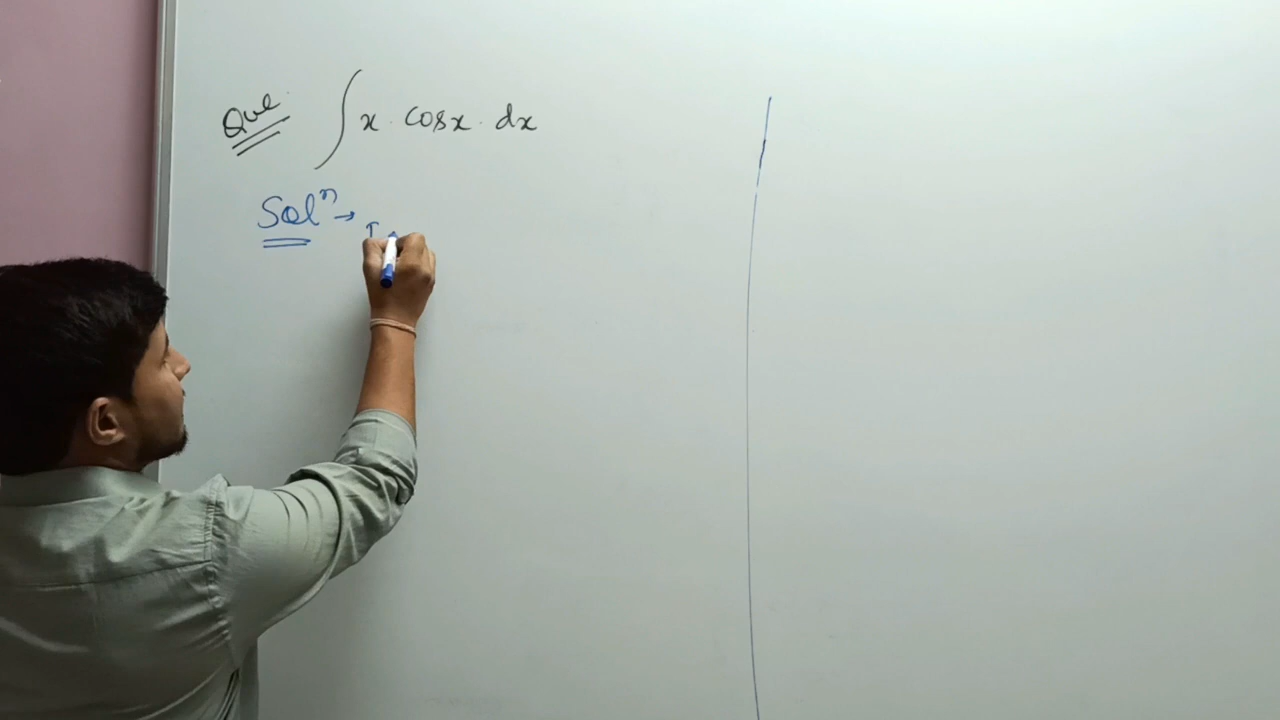 Que. ∫ x · cosx · dx
Solⁿ → I